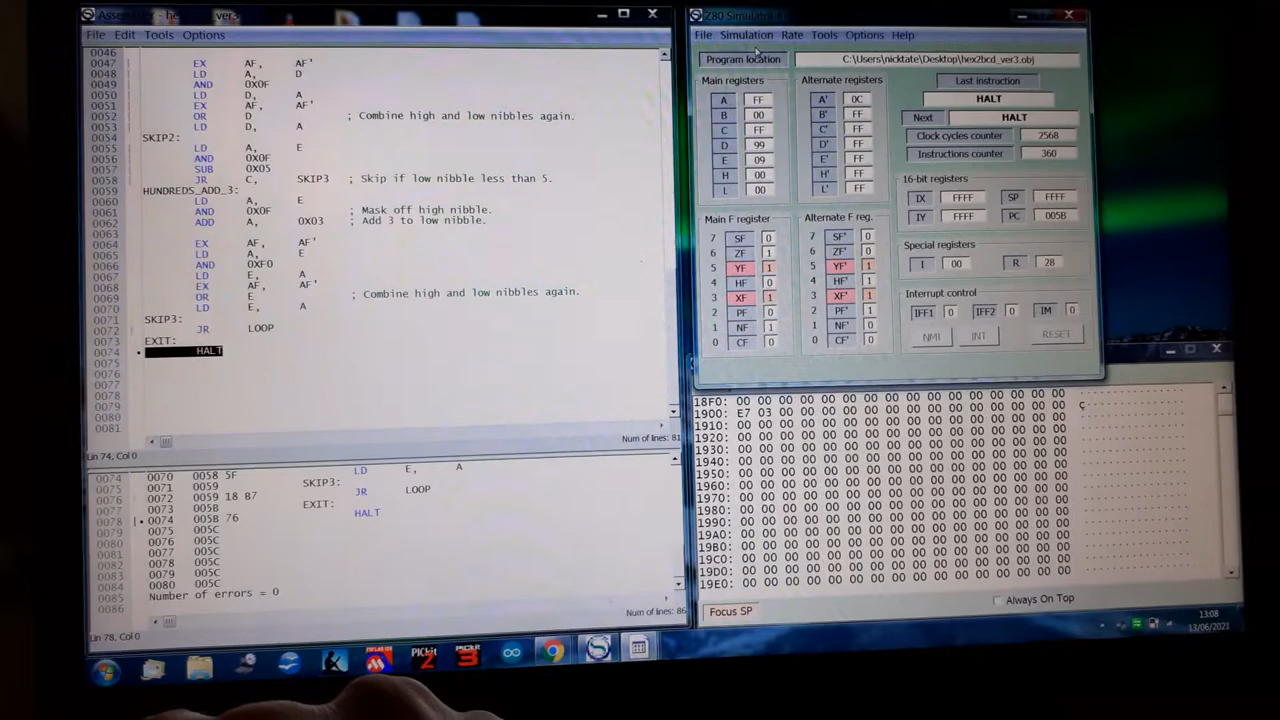 Assembler - hex2bcd_ver3
File Edit Tools Options
0046
0047 EX AF, AF'
0048 LD A, D
0049 AND 0X0F
0050 LD D, A
0051 EX AF, AF'
0052 OR D ; Combine high and low nibbles again.
0053 LD D, A
0054 SKIP2:
0055 LD A, E
0056 AND 0X0F
0057 SUB 0X05
0058 JR C, SKIP3 ; Skip if low nibble less than 5.
0059 HUNDREDS_ADD_3:
0060 LD A, E
0061 AND 0X0F ; Mask off high nibble.
0062 ADD A, 0X03 ; Add 3 to low nibble.
0063
0064 EX AF, AF'
0065 LD A, E
0066 AND 0XF0
0067 LD E, A
0068 EX AF, AF'
0069 OR E ; Combine high and low nibbles again.
0070 LD E, A
0071 SKIP3:
0072 JR LOOP
0073 EXIT:
0074 HALT
0075
0076
0077
0078
0079
0080
0081
Num of lines: 81
Lin 74, Col 0
0074 0070 0058 5F LD E, A
0075 0071 0059 SKIP3:
0076 0072 0059 18 B7 JR LOOP
0077 0073 005B EXIT:
0078 0074 005B 76 HALT
0079 0075 005C
0080 0076 005C
0081 0077 005C
0082 0078 005C
0083 0079 005C
0084 0080 005C
0085 Number of errors = 0
0086
Num of lines: 86
Lin 78, Col 0
PICkit 2
PICkit 3
Z80 Simulator
File Simulation Rate Tools Options Help
Program location C:\Users\nicktate\Desktop\hex2bcd_ver3.obj
Main registers
A FF
B 00
C FF
D 99
E 09
H 00
L 00
Alternate registers
A' 0C
B' FF
C' FF
D' FF
E' FF
H' FF
L' FF
Last instruction
HALT
Next HALT
Clock cycles counter 2568
Instructions counter 360
16-bit registers
IX FFFF SP FFFF
IY FFFF PC 005B
Main F register
7 SF 0
6 ZF 1
5 YF 1
4 HF 0
3 XF 1
2 PF 0
1 NF 1
0 CF 0
Alternate F reg.
7 SF' 0
6 ZF' 0
5 YF' 1
4 HF' 1
3 XF' 1
2 PF' 1
1 NF' 0
0 CF' 0
Special registers
I 00 R 28
Interrupt control
IFF1 0 IFF2 0 IM 0
NMI INT RESET
18F0: 00 00 00 00 00 00 00 00 00 00 00 00 00 00 00 00
1900: E7 03 00 00 00 00 00 00 00 00 00 00 00 00 00 00 ç...............
1910: 00 00 00 00 00 00 00 00 00 00 00 00 00 00 00 00
1920: 00 00 00 00 00 00 00 00 00 00 00 00 00 00 00 00
1930: 00 00 00 00 00 00 00 00 00 00 00 00 00 00 00 00
1940: 00 00 00 00 00 00 00 00 00 00 00 00 00 00 00 00
1950: 00 00 00 00 00 00 00 00 00 00 00 00 00 00 00 00
1960: 00 00 00 00 00 00 00 00 00 00 00 00 00 00 00 00
1970: 00 00 00 00 00 00 00 00 00 00 00 00 00 00 00 00
1980: 00 00 00 00 00 00 00 00 00 00 00 00 00 00 00 00
1990: 00 00 00 00 00 00 00 00 00 00 00 00 00 00 00 00
19A0: 00 00 00 00 00 00 00 00 00 00 00 00 00 00 00 00
19B0: 00 00 00 00 00 00 00 00 00 00 00 00 00 00 00 00
19C0: 00 00 00 00 00 00 00 00 00 00 00 00 00 00 00 00
19D0: 00 00 00 00 00 00 00 00 00 00 00 00 00 00 00 00
19E0: 00 00 00 00 00 00 00 00 00 00 00 00 00 00 00 00
Focus SP
Always On Top
13:08
13/06/2021